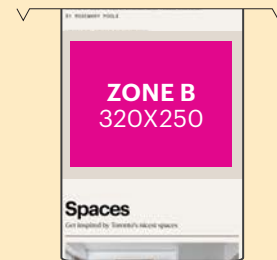 BY ROSEMARY POOLE
ZONE B
320X250
Spaces
Get inspired by Toronto's nicest spaces